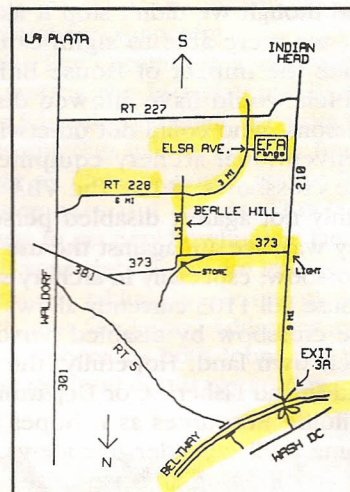 LA PLATA
S
INDIAN
HEAD
RT 227
ELSA AVE.
EFA
range
210
RT 228
6 MI
3 MI
1.3 MI
BEALLE HILL
373
381
373
STORE
LIGHT
WALDORF
RT 5
9 MI
301
EXIT
3A
N
BELTWAY
WASH DC